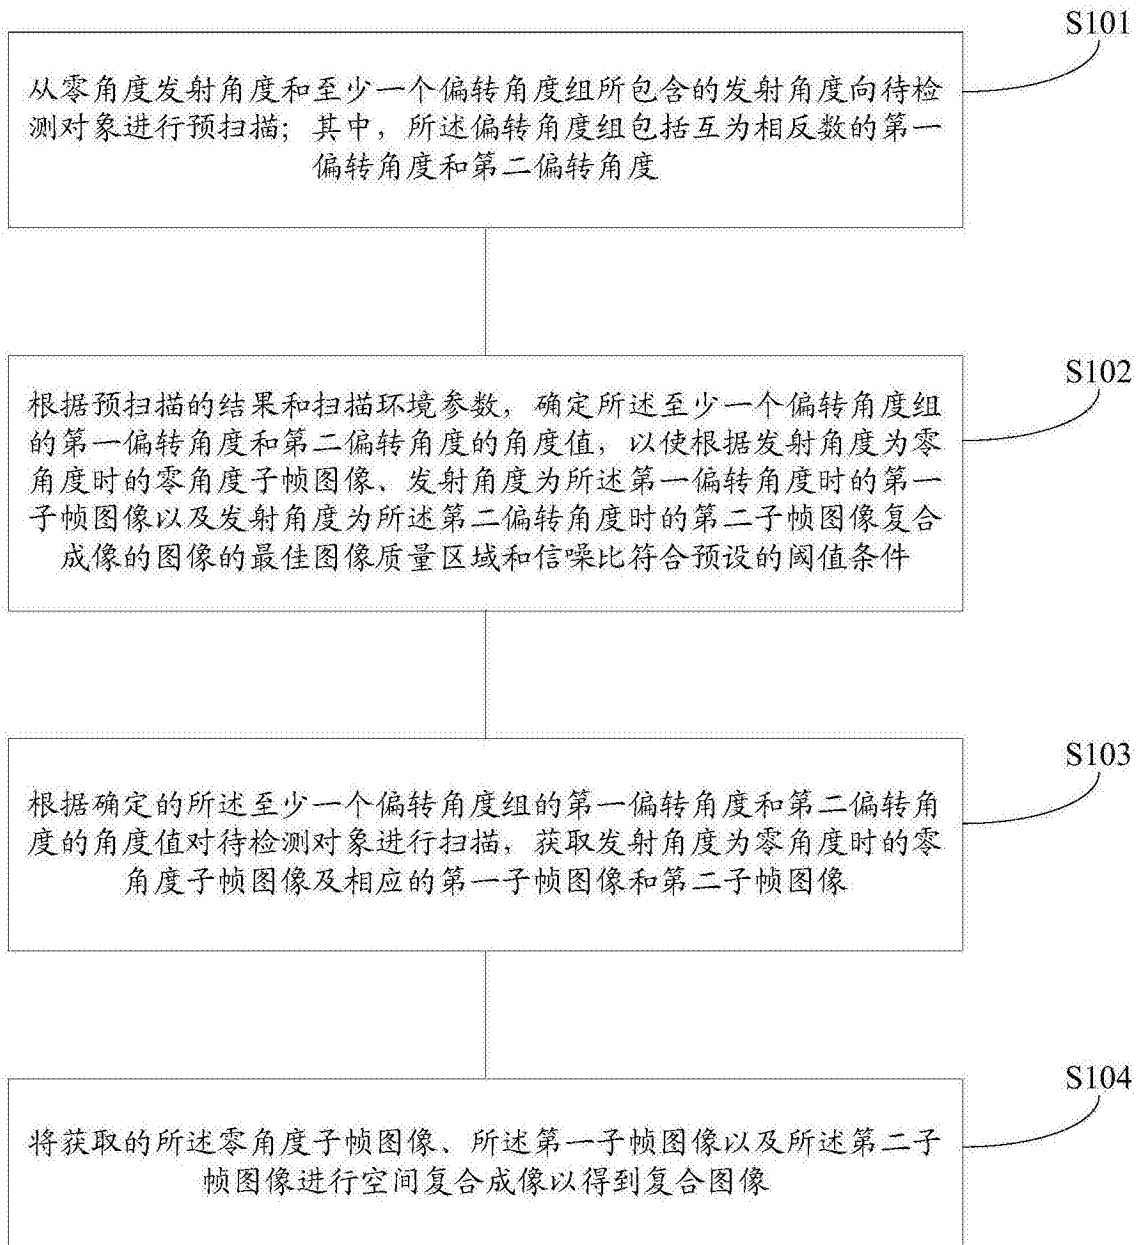 S101
从零角度发射角度和至少一个偏转角度组所包含的发射角度向待检
测对象进行预扫描；其中，所述偏转角度组包括互为相反数的第一
偏转角度和第二偏转角度
S102
根据预扫描的结果和扫描环境参数，确定所述至少一个偏转角度组
的第一偏转角度和第二偏转角度的角度值，以使根据发射角度为零
角度时的零角度子帧图像、发射角度为所述第一偏转角度时的第一
子帧图像以及发射角度为所述第二偏转角度时的第二子帧图像复合
成像的图像的最佳图像质量区域和信噪比符合预设的阈值条件
S103
根据确定的所述至少一个偏转角度组的第一偏转角度和第二偏转角
度的角度值对待检测对象进行扫描，获取发射角度为零角度时的零
角度子帧图像及相应的第一子帧图像和第二子帧图像
S104
将获取的所述零角度子帧图像、所述第一子帧图像以及所述第二子
帧图像进行空间复合成像以得到复合图像